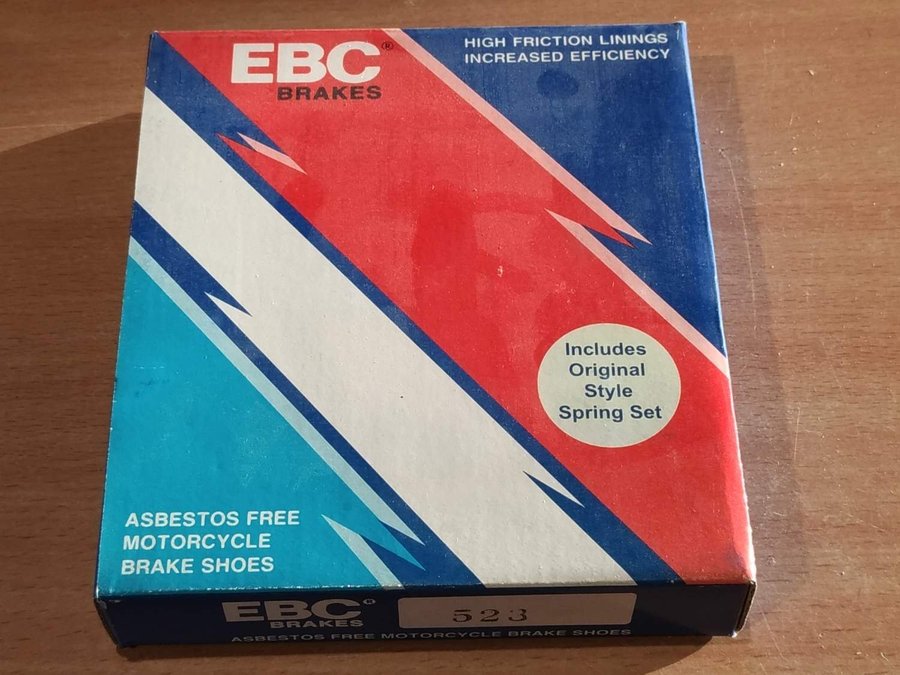 EBC®
BRAKES
HIGH FRICTION LININGS
INCREASED EFFICIENCY
Includes
Original
Style
Spring Set
ASBESTOS FREE
MOTORCYCLE
BRAKE SHOES
EBC®
BRAKES
523
ASBESTOS FREE MOTORCYCLE BRAKE SHOES